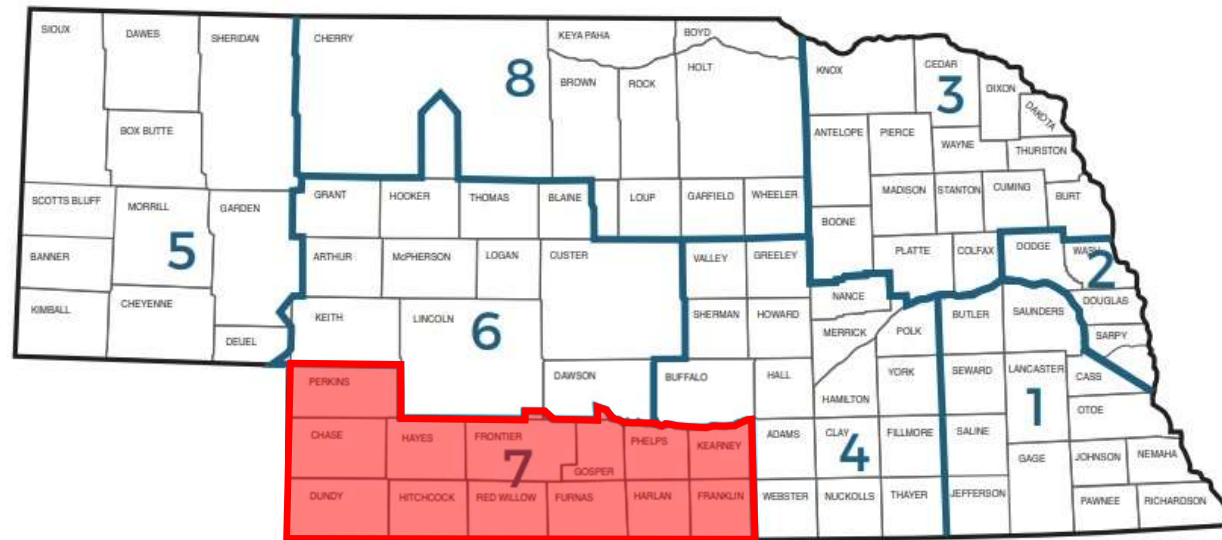 SIOUX
DAWES
SHERIDAN
CHERRY
KEYA PAHA
BOYD
8
BROWN
ROCK
HOLT
KNOX
CEDAR
3
DIXON
DAKOTA
BOX BUTTE
ANTELOPE
PIERCE
WAYNE
THURSTON
SCOTTS BLUFF
MORRILL
GARDEN
GRANT
HOOKER
THOMAS
BLAINE
LOUP
GARFIELD
WHEELER
MADISON
STANTON
CUMING
BURT
BOONE
5
BANNER
ARTHUR
McPHERSON
LOGAN
CUSTER
VALLEY
GREELEY
PLATTE
COLFAX
DODGE
WASH
2
KIMBALL
CHEYENNE
DEUEL
KEITH
LINCOLN
6
SHERMAN
HOWARD
NANCE
MERRICK
POLK
BUTLER
SAUNDERS
DOUGLAS
SARPY
PERKINS
DAWSON
BUFFALO
HALL
HAMILTON
YORK
SEWARD
LANCASTER
1
CASS
OTOE
CHASE
HAYES
FRONTIER
7
GOSPER
PHELPS
KEARNEY
ADAMS
CLAY
4
FILLMORE
SALINE
GAGE
JOHNSON
NEMAHA
DUNDY
HITCHCOCK
RED WILLOW
FURNAS
HARLAN
FRANKLIN
WEBSTER
NUCKOLLS
THAYER
JEFFERSON
PAWNEE
RICHARDSON